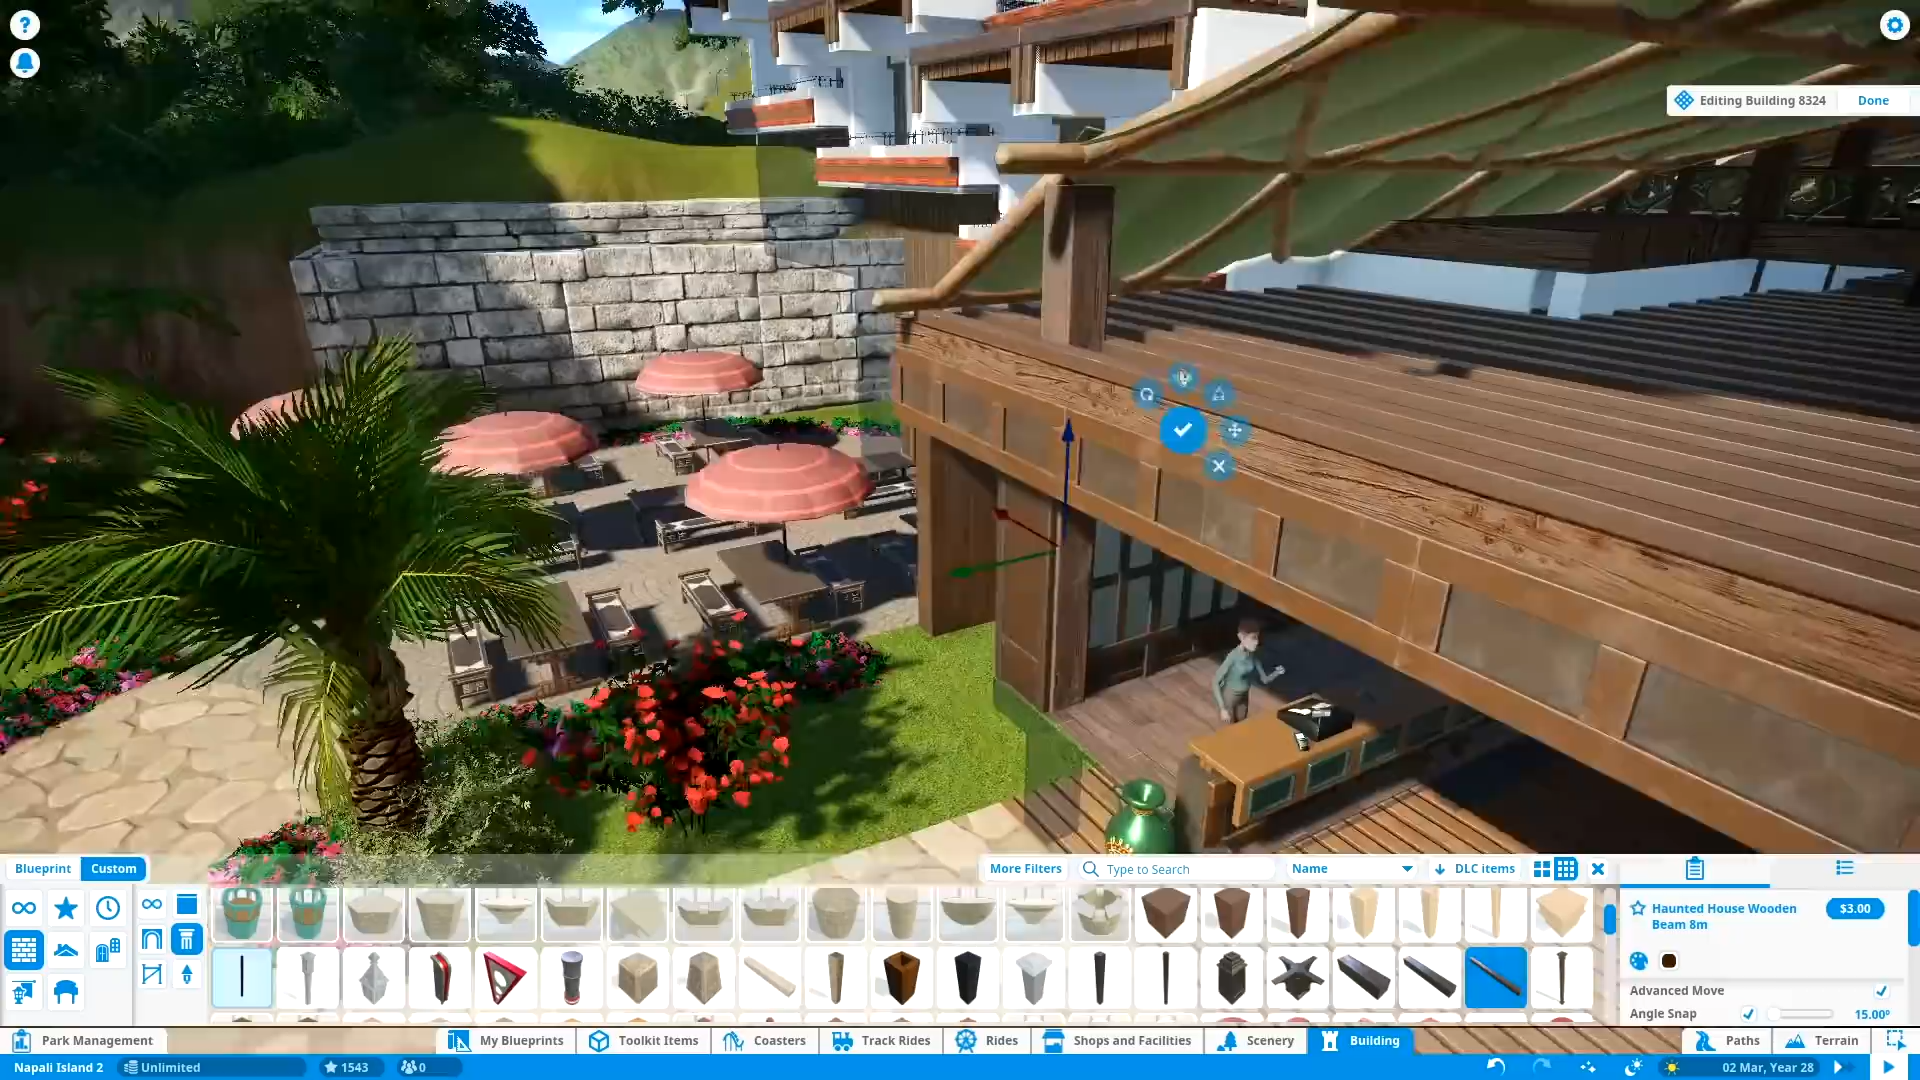 Editing Building 8324 Done
Blueprint Custom More Filters Type to Search Name DLC items
Haunted House Wooden $3.00
Beam 8m
Advanced Move
Angle Snap 15.00°
Park Management My Blueprints Toolkit Items Coasters Track Rides Rides Shops and Facilities Scenery Building Paths Terrain
Napali Island 2 Unlimited 1543 0 02 Mar, Year 28